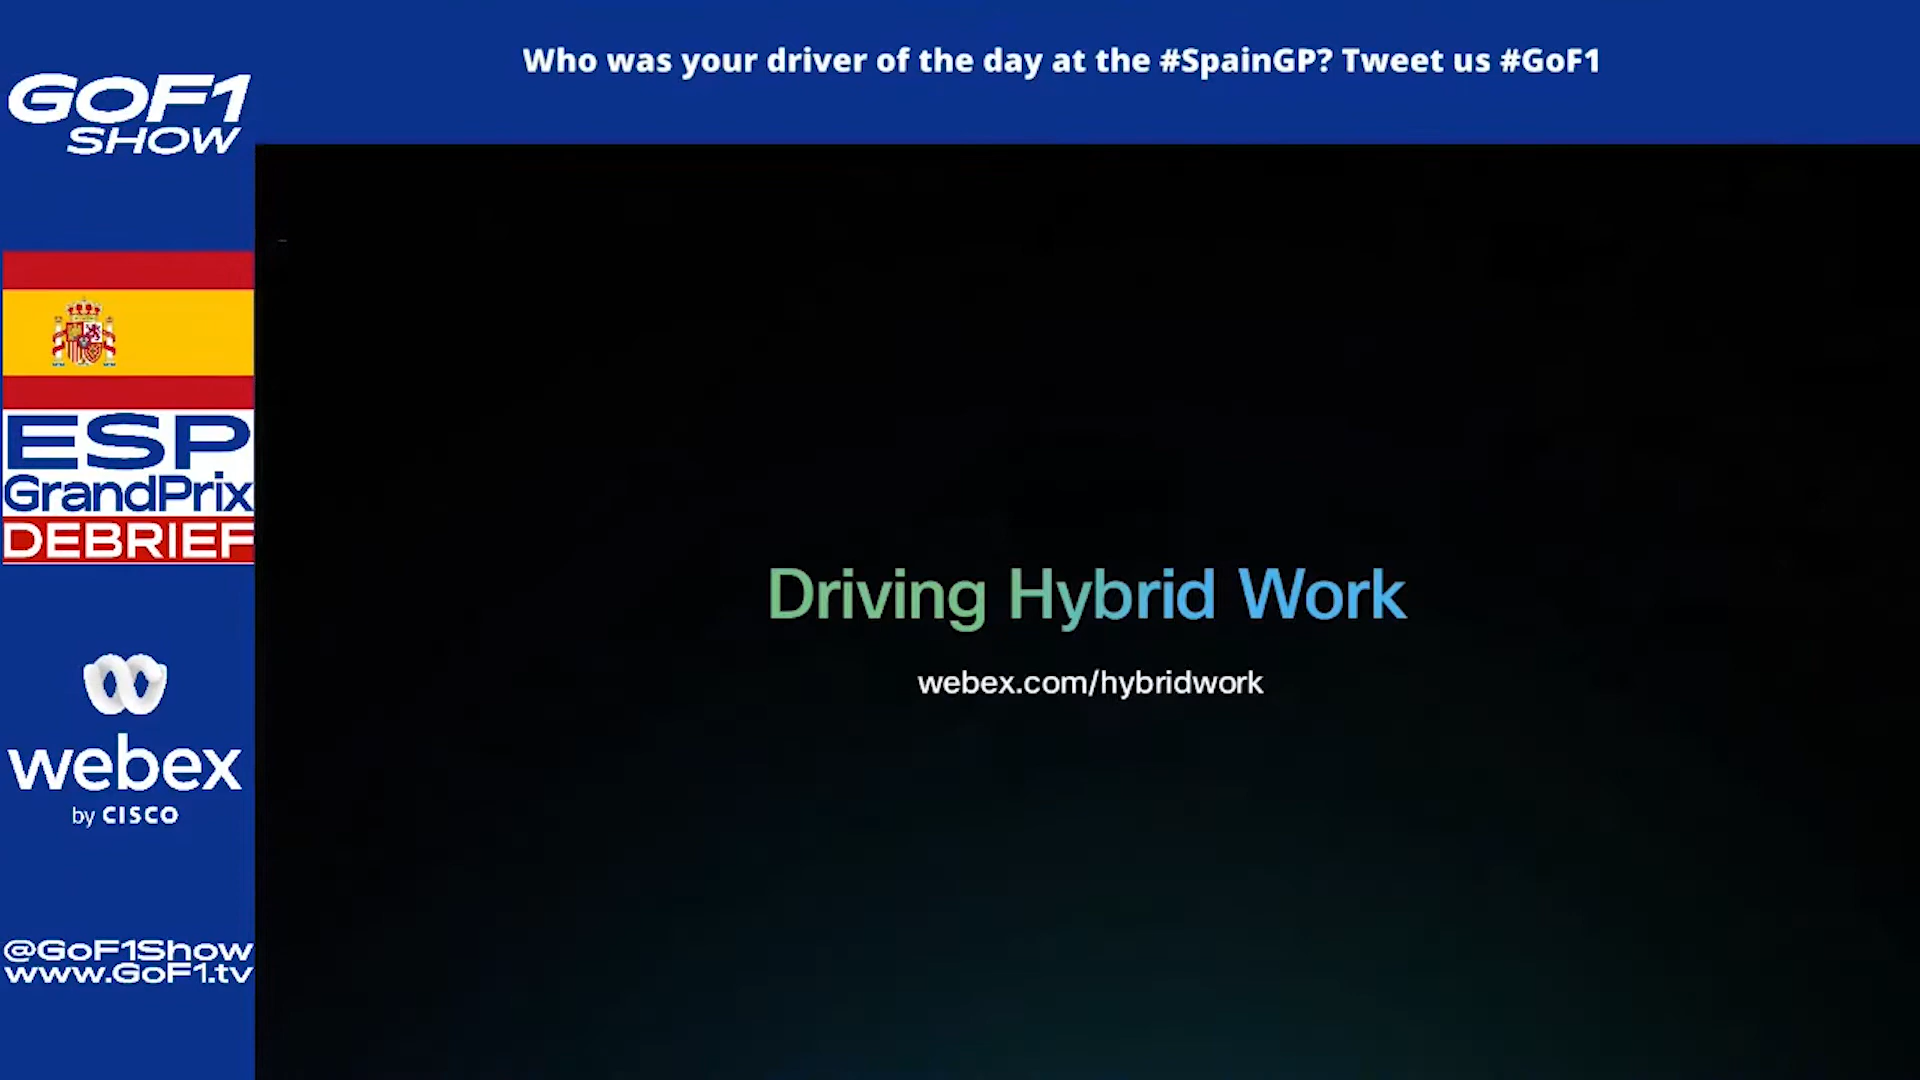 Who was your driver of the day at the #SpainGP? Tweet us #GoF1
GOF1
SHOW
ESP
GrandPrix
DEBRIEF
webex
by CISCO
@GoF1Show
www.GoF1.tv
Driving Hybrid Work
webex.com/hybridwork